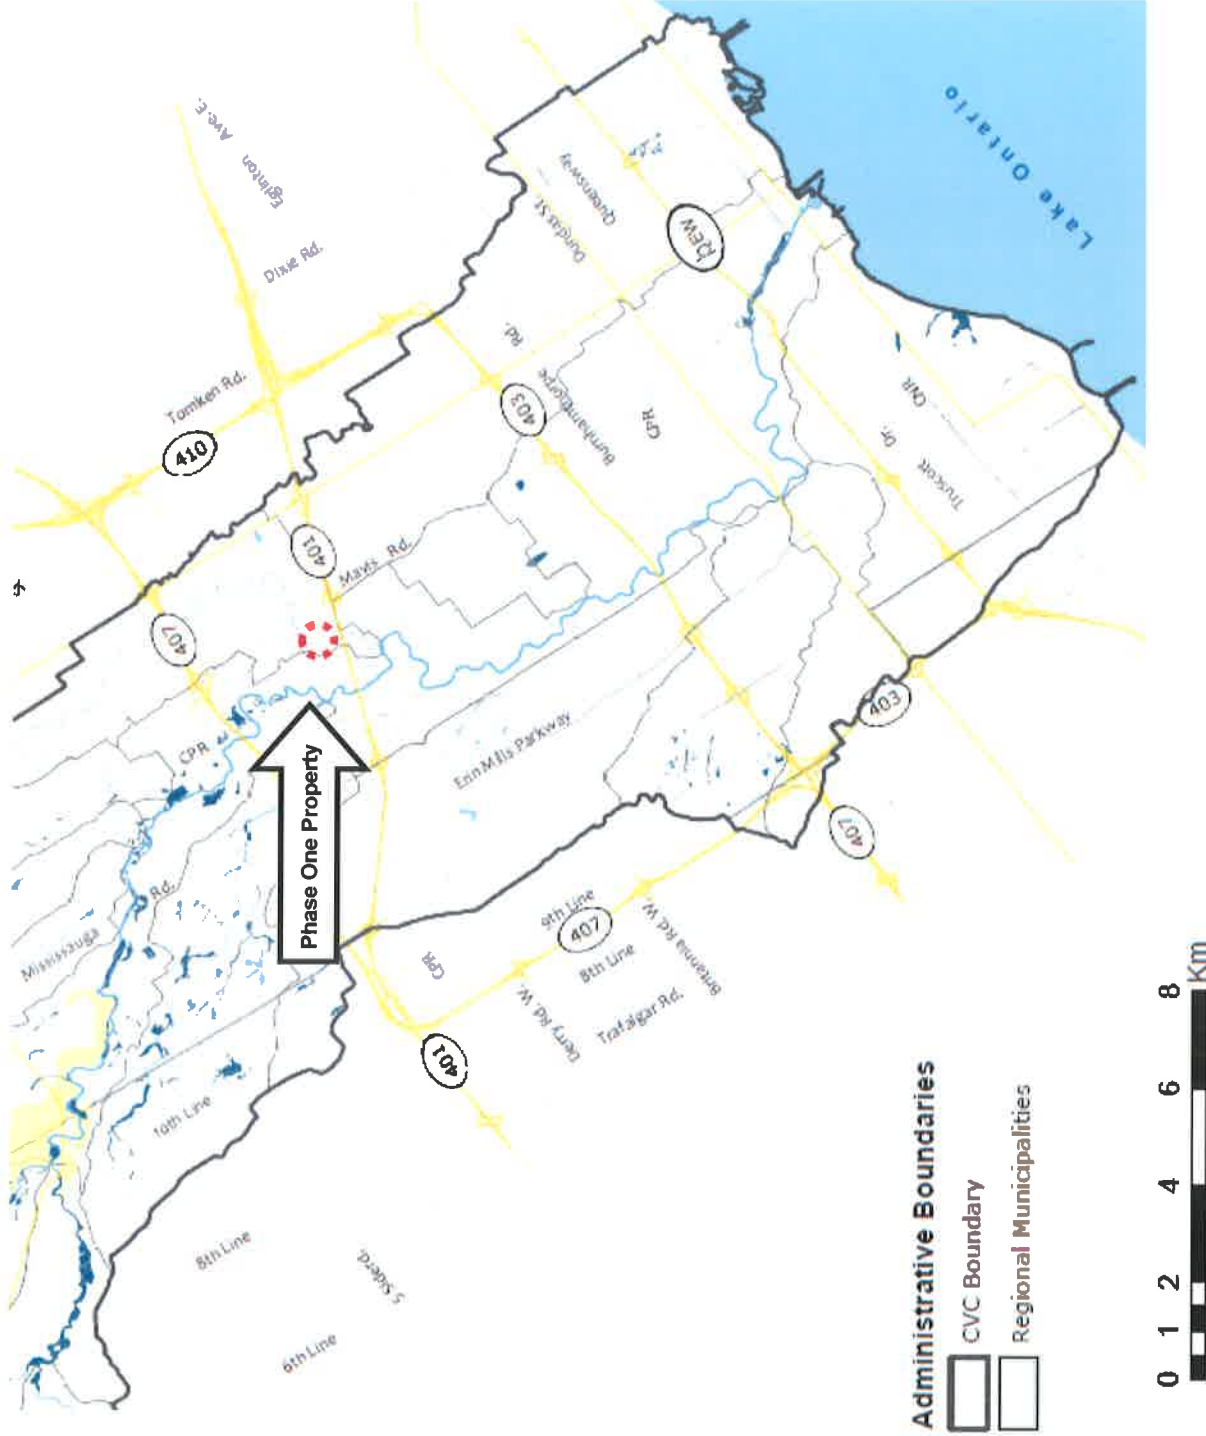 Eglinton Ave. E.
Dixie Rd.
Tomken Rd.
410
407
401
Mavis Rd.
403
Burnhamthorpe Rd.
Dundas St.
Queensway
QEW
Lake Ontario
CPR
CNR
Truscott Dr.
Erin Mills Parkway
CPR
Phase One Property
Mississauga Rd.
403
407
9th Line
407
8th Line
Britannia Rd. W.
Trafalgar Rd.
Derry Rd. W.
CPR
401
10th Line
8th Line
5 Siderd.
6th Line
Administrative Boundaries
CVC Boundary
Regional Municipalities
0 1 2 4 6 8
Km